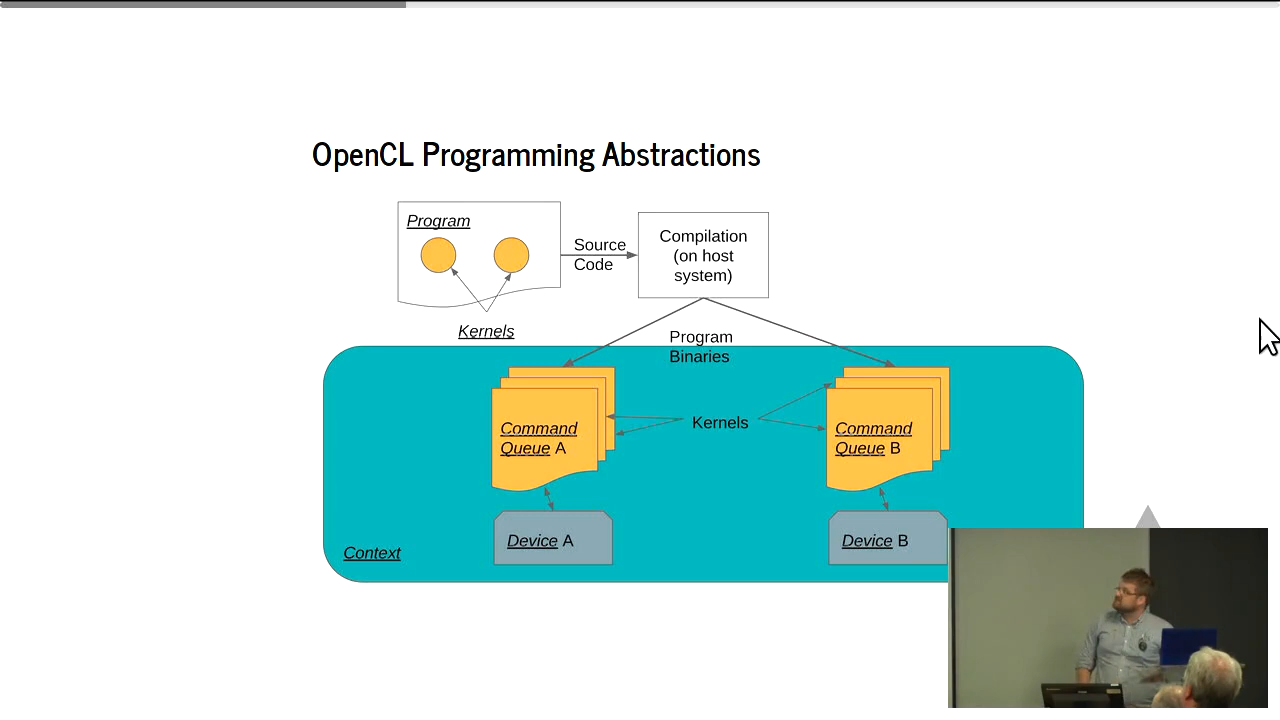 OpenCL Programming Abstractions
Program
Source
Code
Compilation
(on host
system)
Kernels
Program
Binaries
Command
Queue A
Kernels
Command
Queue B
Device A
Device B
Context